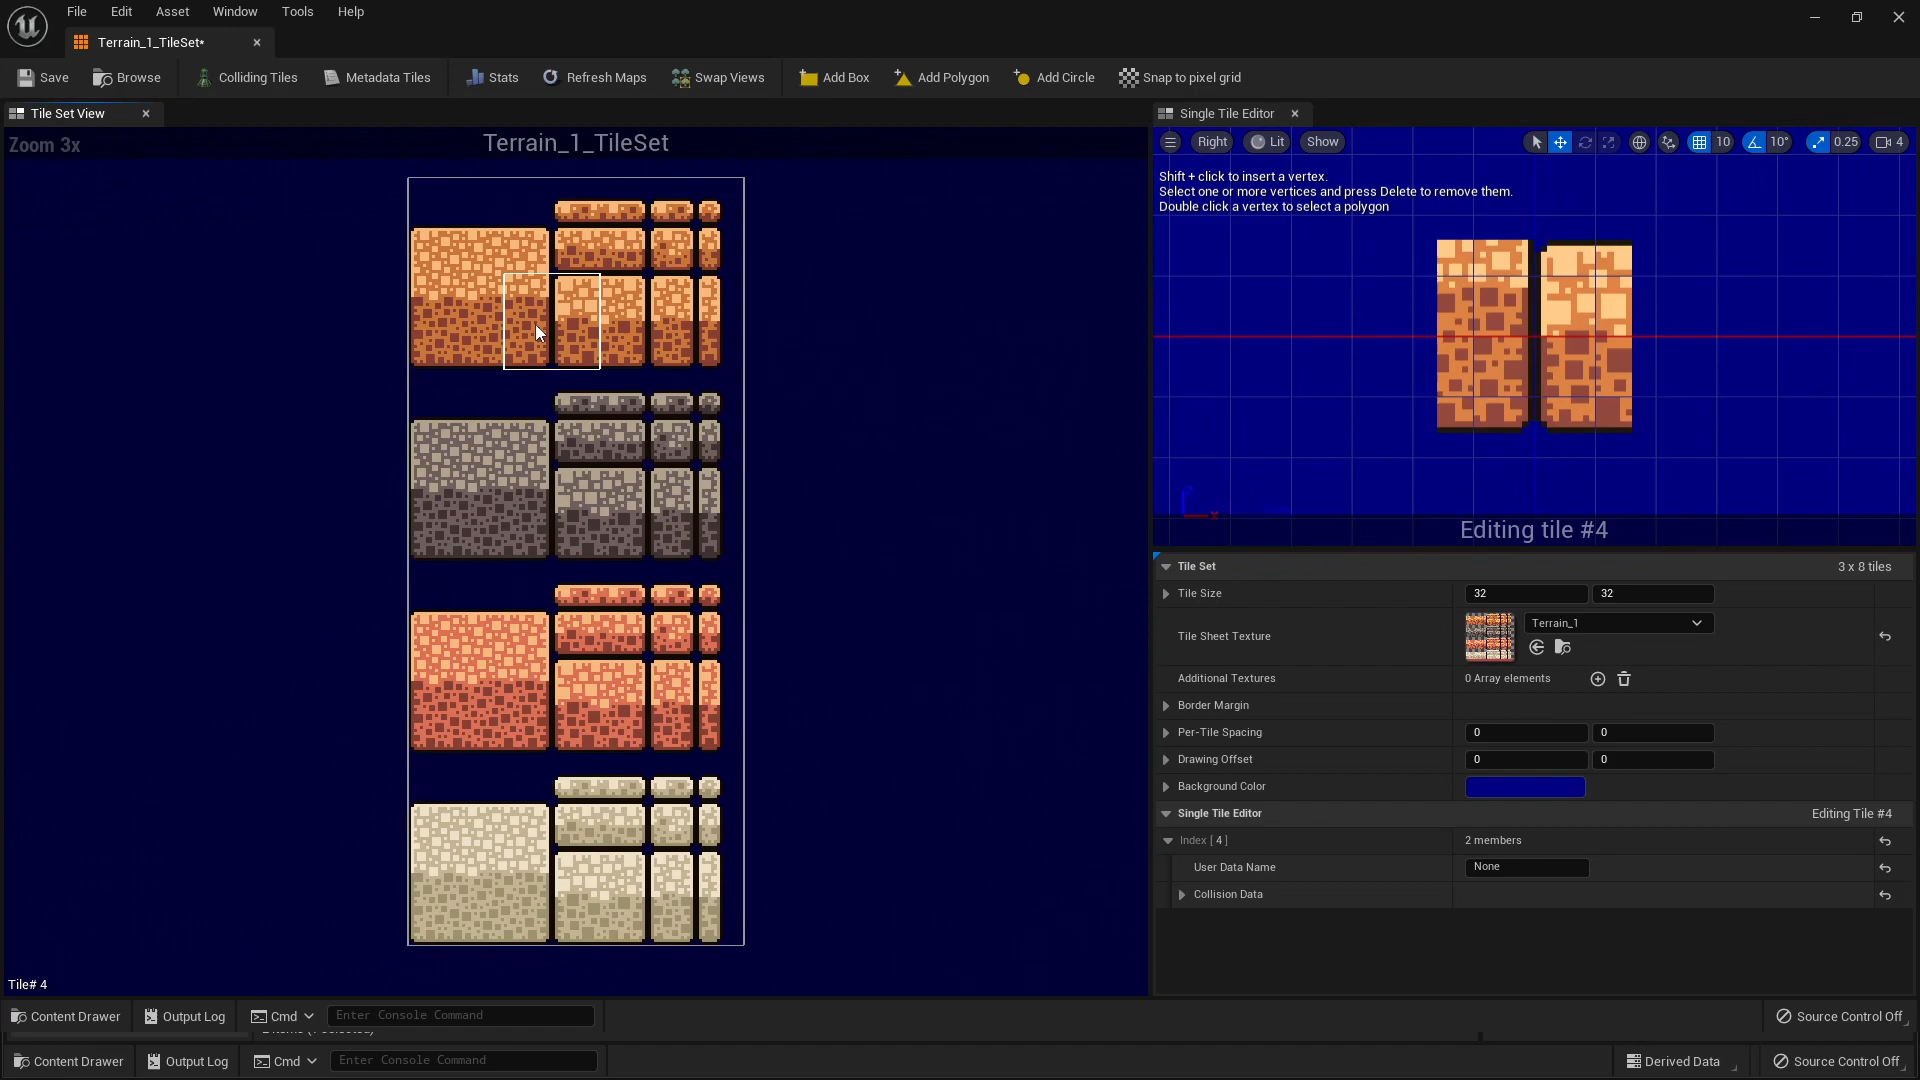 File Edit Asset Window Tools Help
Terrain_1_TileSet*
Save Browse Colliding Tiles Metadata Tiles Stats Refresh Maps Swap Views Add Box Add Polygon Add Circle Snap to pixel grid
Tile Set View
Zoom 3x
Terrain_1_TileSet
Tile# 4
Single Tile Editor
Right Lit Show 10 10° 0.25 4
Shift + click to insert a vertex.
Select one or more vertices and press Delete to remove them.
Double click a vertex to select a polygon
X
Editing tile #4
Tile Set 3 x 8 tiles
Tile Size 32 32
Tile Sheet Texture Terrain_1
Additional Textures 0 Array elements
Border Margin
Per-Tile Spacing 0 0
Drawing Offset 0 0
Background Color
Single Tile Editor Editing Tile #4
Index [ 4 ] 2 members
User Data Name None
Collision Data
Content Drawer Output Log Cmd Enter Console Command Source Control Off
Content Drawer Output Log Cmd Enter Console Command Derived Data Source Control Off